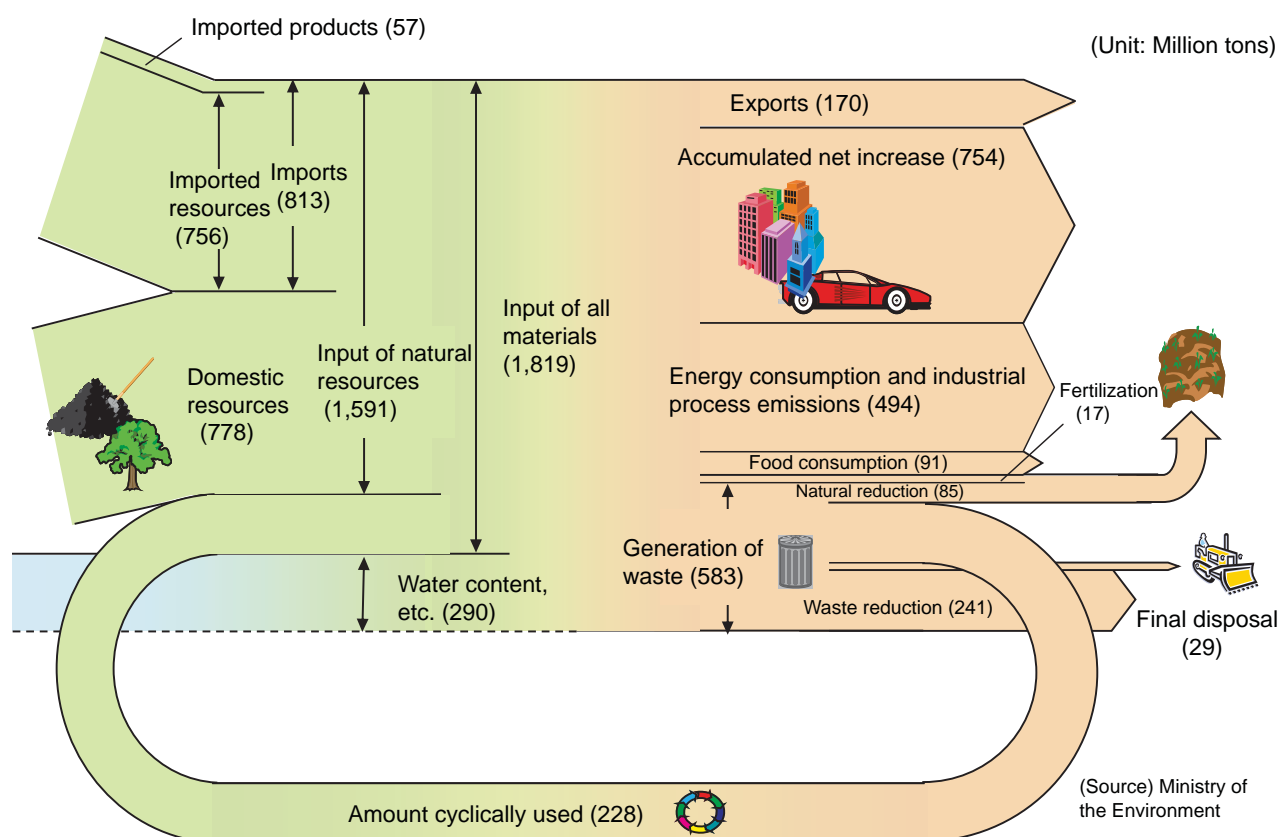 Imported products (57)
(Unit: Million tons)
Exports (170)
Accumulated net increase (754)
Imported
resources
(756)
Imports
(813)
Input of all
materials
(1,819)
Input of natural
resources
(1,591)
Domestic
resources
(778)
Energy consumption and industrial
process emissions (494)
Fertilization
(17)
Food consumption (91)
Natural reduction (85)
Generation of
waste (583)
Water content,
etc. (290)
Waste reduction (241)
Final disposal
(29)
Amount cyclically used (228)
(Source) Ministry of
the Environment